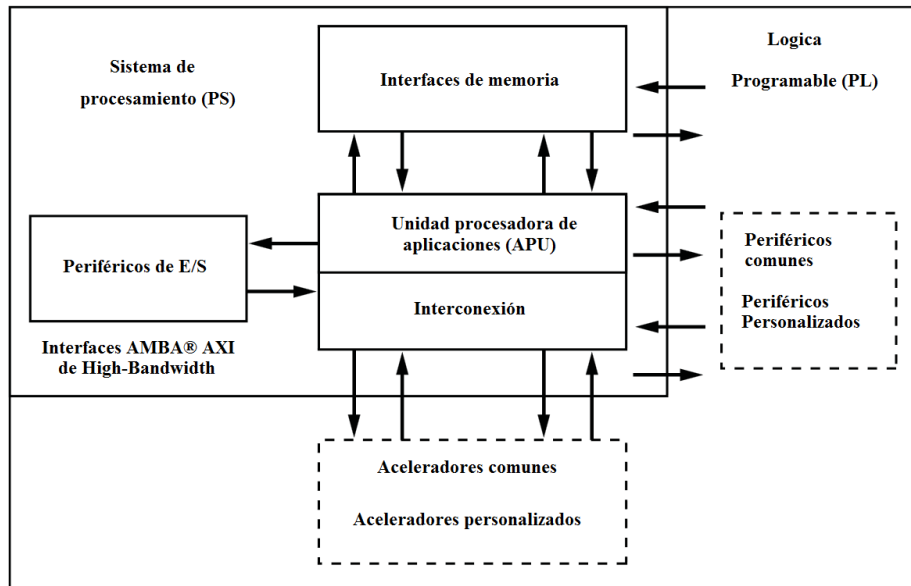 Sistema de
procesamiento (PS)
Interfaces de memoria
Logica
Programable (PL)
Unidad procesadora de
aplicaciones (APU)
Interconexión
Periféricos de E/S
Interfaces AMBA® AXI
de High-Bandwidth
Periféricos
comunes
Periféricos
Personalizados
Aceleradores comunes
Aceleradores personalizados